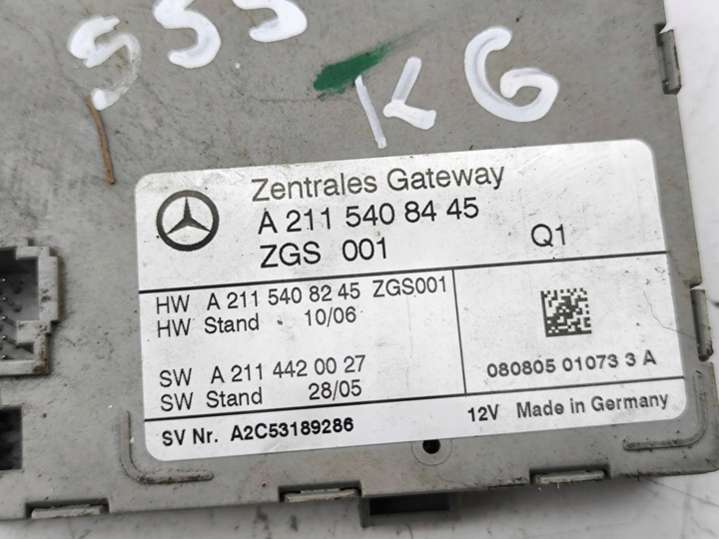 555
KG
Zentrales Gateway
A 211 540 84 45
ZGS 001 Q1
HW A 211 540 82 45 ZGS001
HW Stand 10/06
SW A 211 442 00 27
SW Stand 28/05
080805 01073 3 A
SV Nr. A2C53189286
12V Made in Germany